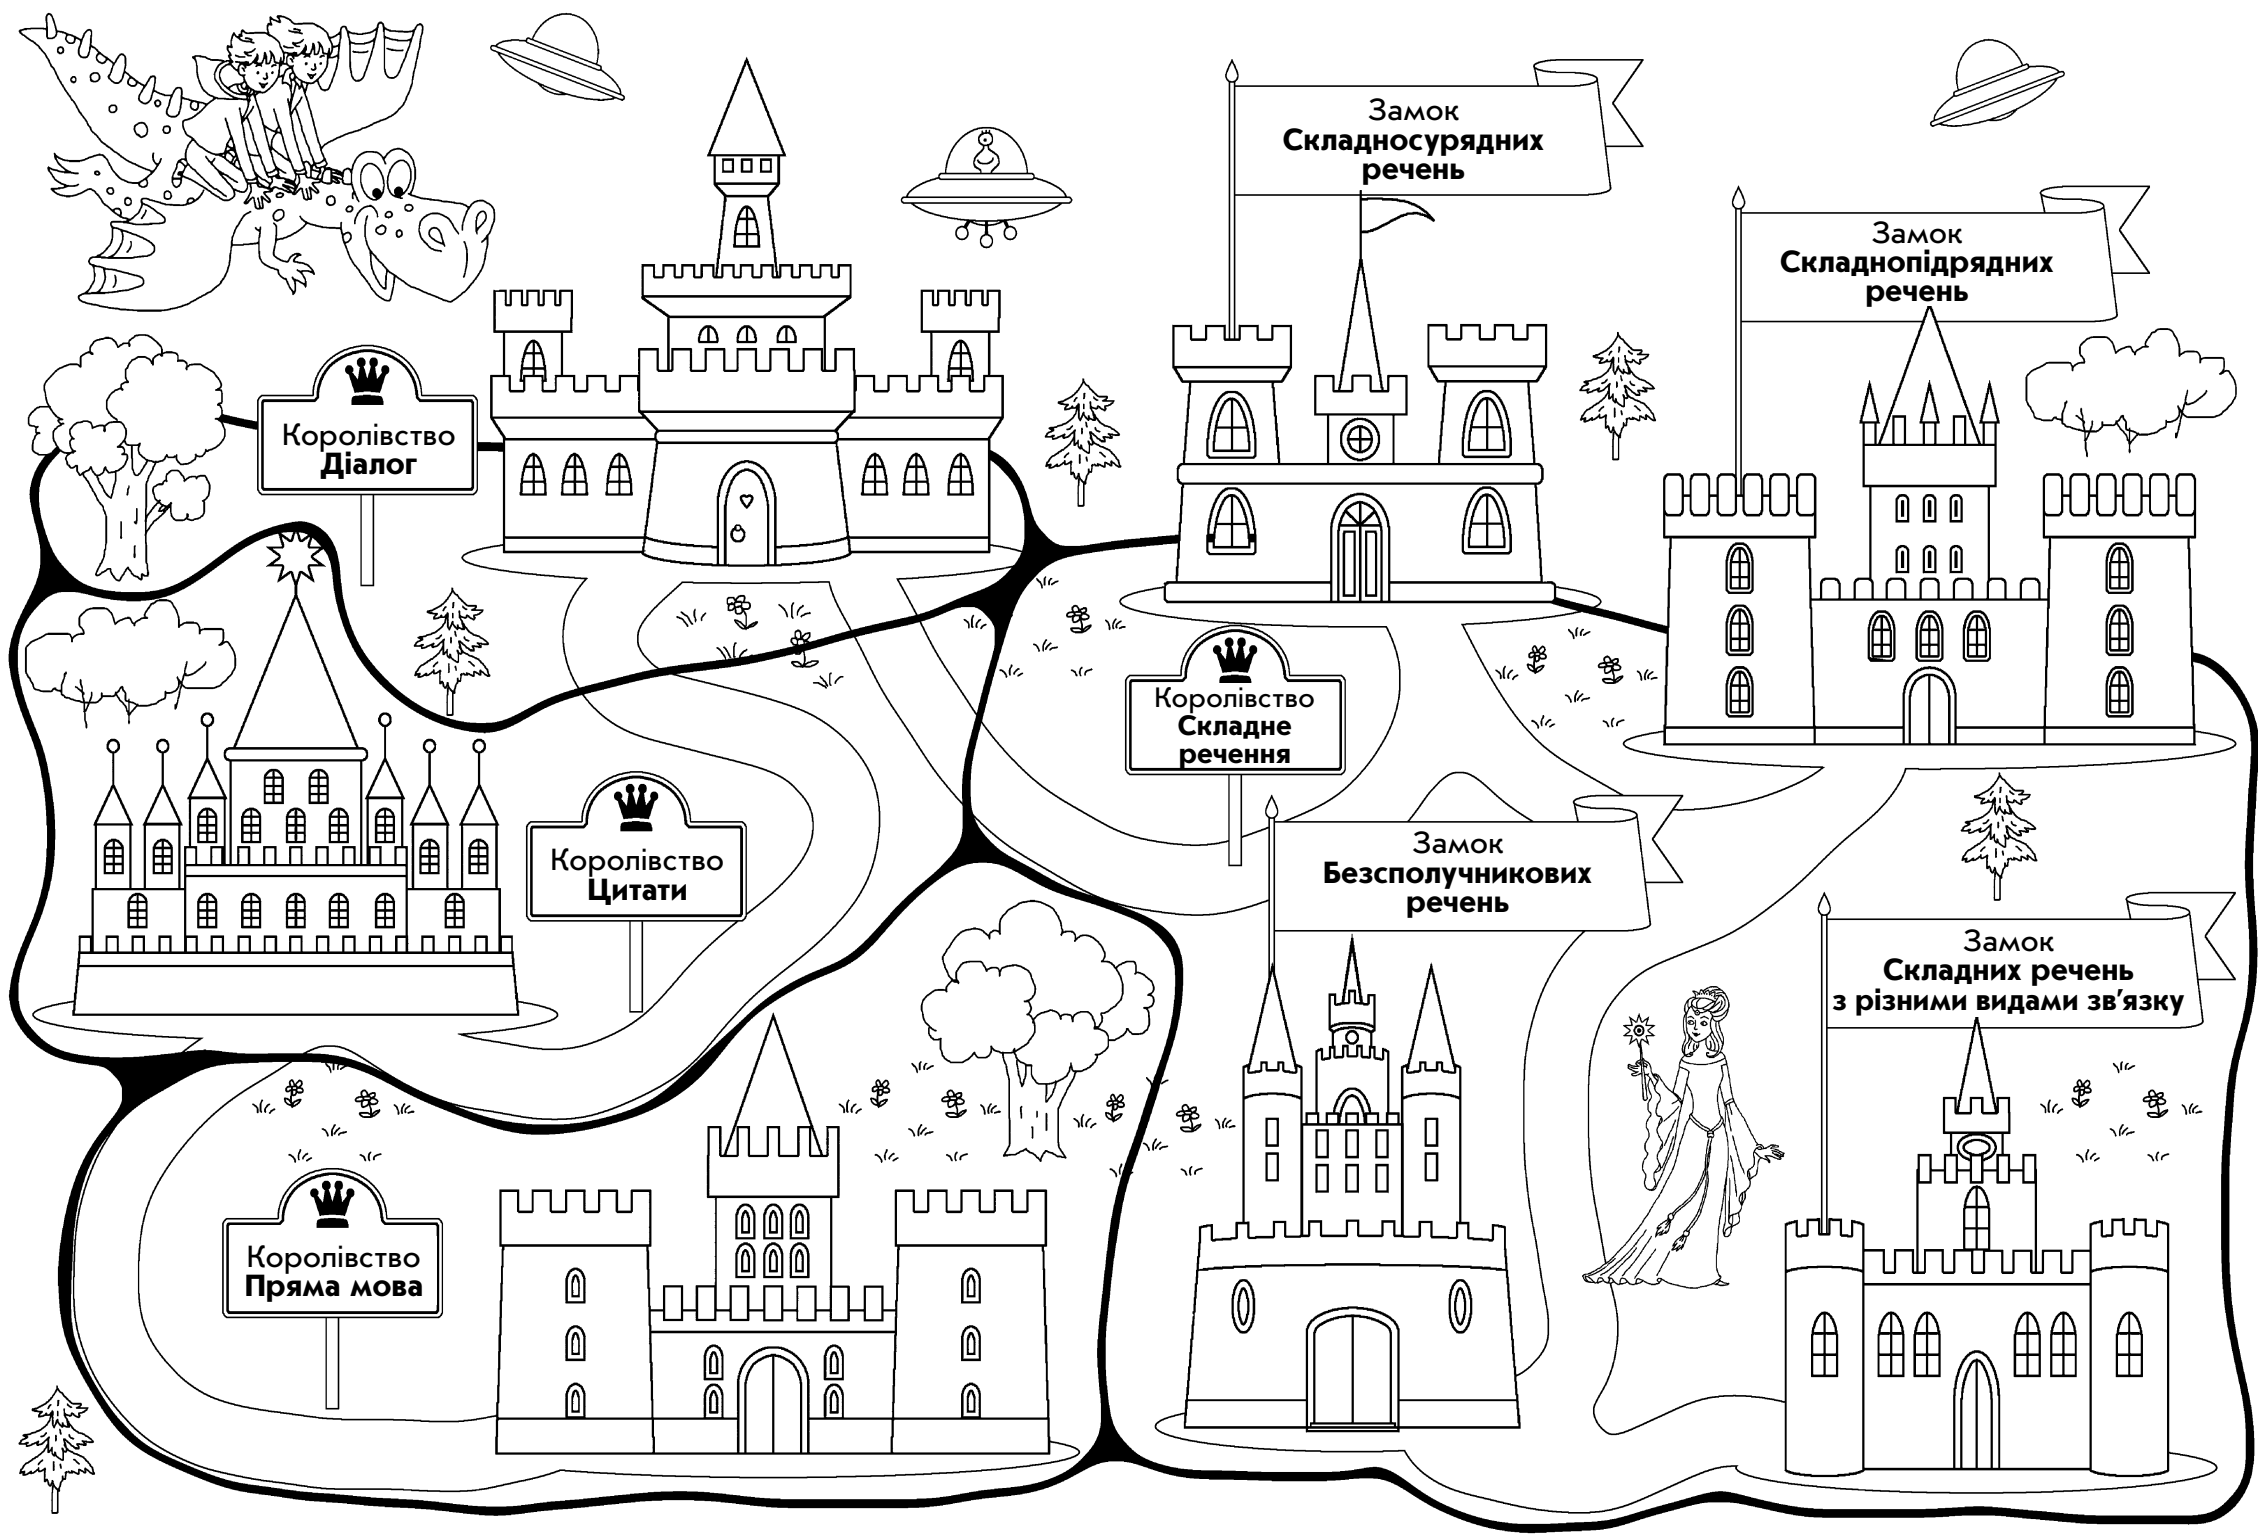 Замок
Складносурядних
речень
Замок
Складнопідрядних
речень
Королівство
Діалог
Королівство
Складне
речення
Королівство
Цитати
Замок
Безсполучникових
речень
Замок
Складних речень
з різними видами зв’язку
Королівство
Пряма мова